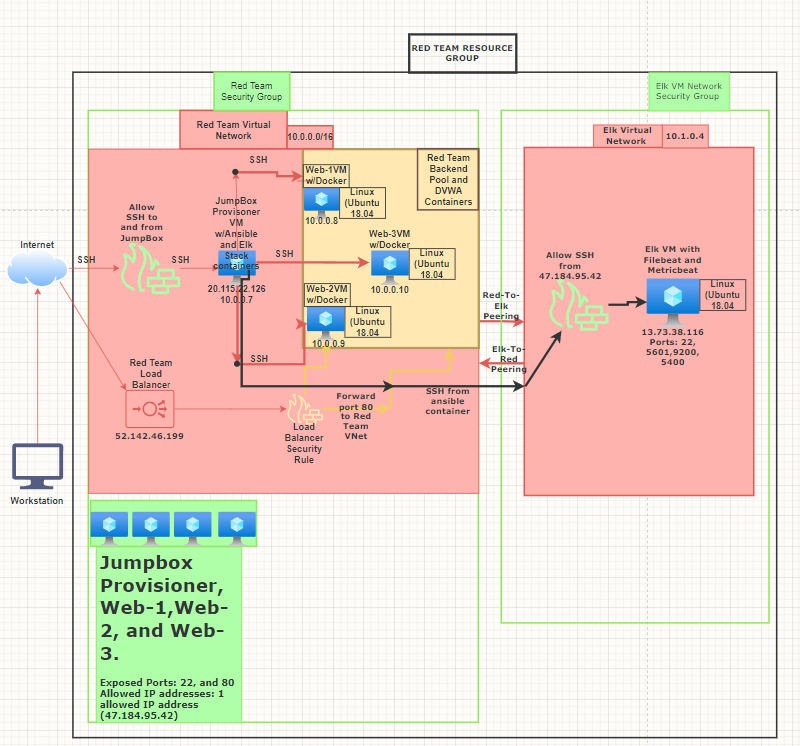 RED TEAM RESOURCE
GROUP
Red Team
Security Group
Elk VM Network
Security Group
Red Team Virtual
Network
10.0.0.0/16
Elk Virtual
Network
10.1.0.4
SSH
Web-1VM
w/Docker
Linux
(Ubuntu
18.04
10.0.0.8
Red Team
Backend
Pool and
DVWA
Containers
Allow
SSH to
and from
JumpBox
JumpBox
Provisoner
VM
w/Ansible
and Elk
Stack
containers
20.115.22.126
10.0.0.7
SSH
Web-3VM
w/Docker
Linux
(Ubuntu
18.04
10.0.0.10
Internet
SSH
SSH
Web-2VM
w/Docker
Linux
(Ubuntu
18.04
10.0.0.9
SSH
Allow SSH
from
47.184.95.42
Elk VM with
Filebeat and
Metricbeat
Linux
(Ubuntu
18.04
13.73.38.116
Ports: 22,
5601,9200,
5400
Red-To-
Elk
Peering
Elk-To-
Red
Peering
Red Team
Load
Balancer
52.142.46.199
Load
Balancer
Security
Rule
Forward
port 80
to Red
Team
VNet
SSH from
ansible
container
Workstation
Jumpbox
Provisioner,
Web-1,Web-
2, and Web-
3.
Exposed Ports: 22, and 80
Allowed IP addresses: 1
allowed IP address
(47.184.95.42)